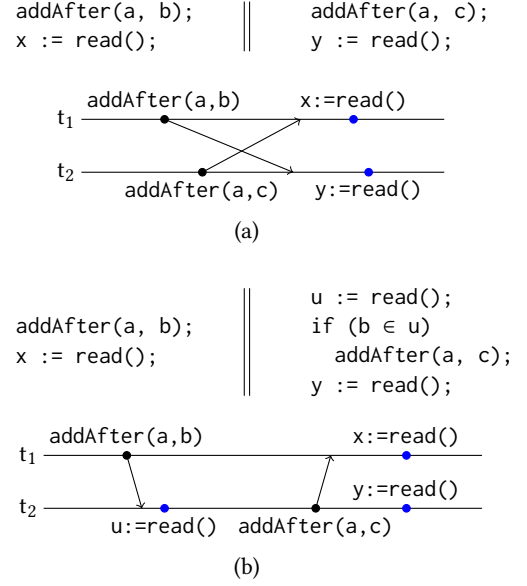 addAfter(a, b); addAfter(a, c);
x := read(); y := read();
addAfter(a,b) x:=read()
t1
t2
addAfter(a,c) y:=read()
(a)
u := read();
addAfter(a, b); if (b ∈ u)
x := read(); addAfter(a, c);
y := read();
addAfter(a,b) x:=read()
t1
y:=read()
t2
u:=read() addAfter(a,c)
(b)